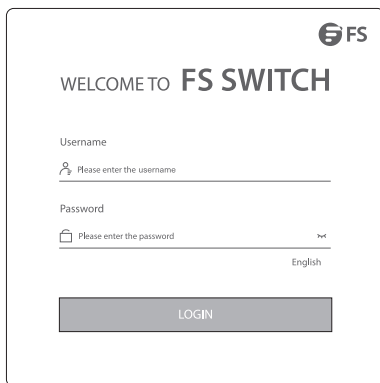 FS
WELCOME TO FS SWITCH
Username
Please enter the username
Password
Please enter the password
English
LOGIN